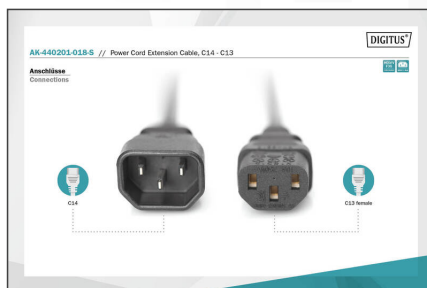 DIGITUS®
AK-440201-018-S // Power Cord Extension Cable, C14 - C13
Anschlüsse
Connections
C14
C13 female